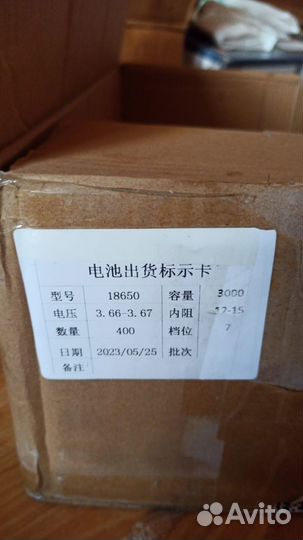 电池出货标示卡
型号 18650 容量 3000
电压 3.66-3.67 内阻 12-15
数量 400 档位 7
日期 2023/05/25 批次
备注
Avito